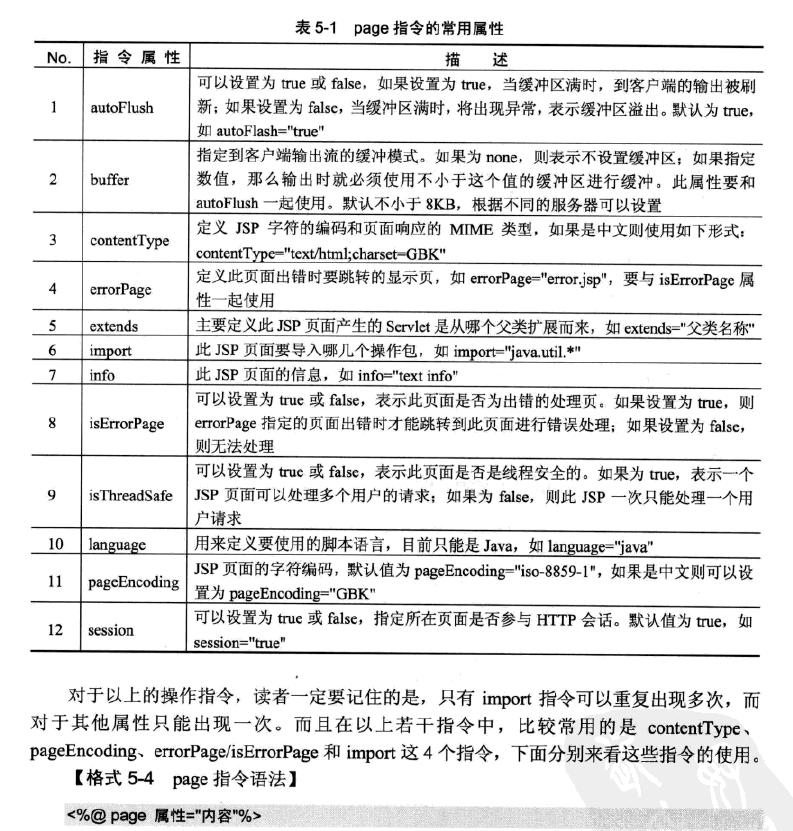 表 5-1 page 指令的常用属性
No. 指令属性 描 述
1 autoFlush 可以设置为 true 或 false，如果设置为 true，当缓冲区满时，到客户端的输出被刷
新；如果设置为 false，当缓冲区满时，将出现异常，表示缓冲区溢出。默认为 true，
如 autoFlash="true"
2 buffer 指定到客户端输出流的缓冲模式。如果为 none，则表示不设置缓冲区；如果指定
数值，那么输出时就必须使用不小于这个值的缓冲区进行缓冲。此属性要和
autoFlush 一起使用。默认不小于 8KB，根据不同的服务器可以设置
3 contentType 定义 JSP 字符的编码和页面响应的 MIME 类型，如果是中文则使用如下形式：
contentType="text/html;charset=GBK"
4 errorPage 定义此页面出错时要跳转的显示页，如 errorPage="error.jsp"，要与 isErrorPage 属
性一起使用
5 extends 主要定义此 JSP 页面产生的 Servlet 是从哪个父类扩展而来，如 extends="父类名称"
6 import 此 JSP 页面要导入哪几个操作包，如 import="java.util.*"
7 info 此 JSP 页面的信息，如 info="text info"
8 isErrorPage 可以设置为 true 或 false，表示此页面是否为出错的处理页。如果设置为 true，则
errorPage 指定的页面出错时才能跳转到此页面进行错误处理；如果设置为 false，
则无法处理
9 isThreadSafe 可以设置为 true 或 false，表示此页面是否是线程安全的。如果为 true，表示一个
JSP 页面可以处理多个用户的请求；如果为 false，则此 JSP 一次只能处理一个用
户请求
10 language 用来定义要使用的脚本语言，目前只能是 Java，如 language="java"
11 pageEncoding JSP 页面的字符编码，默认值为 pageEncoding="iso-8859-1"，如果是中文则可以设
置为 pageEncoding="GBK"
12 session 可以设置为 true 或 false，指定所在页面是否参与 HTTP 会话。默认值为 true，如
session="true"
对于以上的操作指令，读者一定要记住的是，只有 import 指令可以重复出现多次，而
对于其他属性只能出现一次。而且在以上若干指令中，比较常用的是 contentType、
pageEncoding、errorPage/isErrorPage 和 import 这 4 个指令，下面分别来看这些指令的使用。
【格式 5-4 page 指令语法】
<%@ page 属性="内容"%>